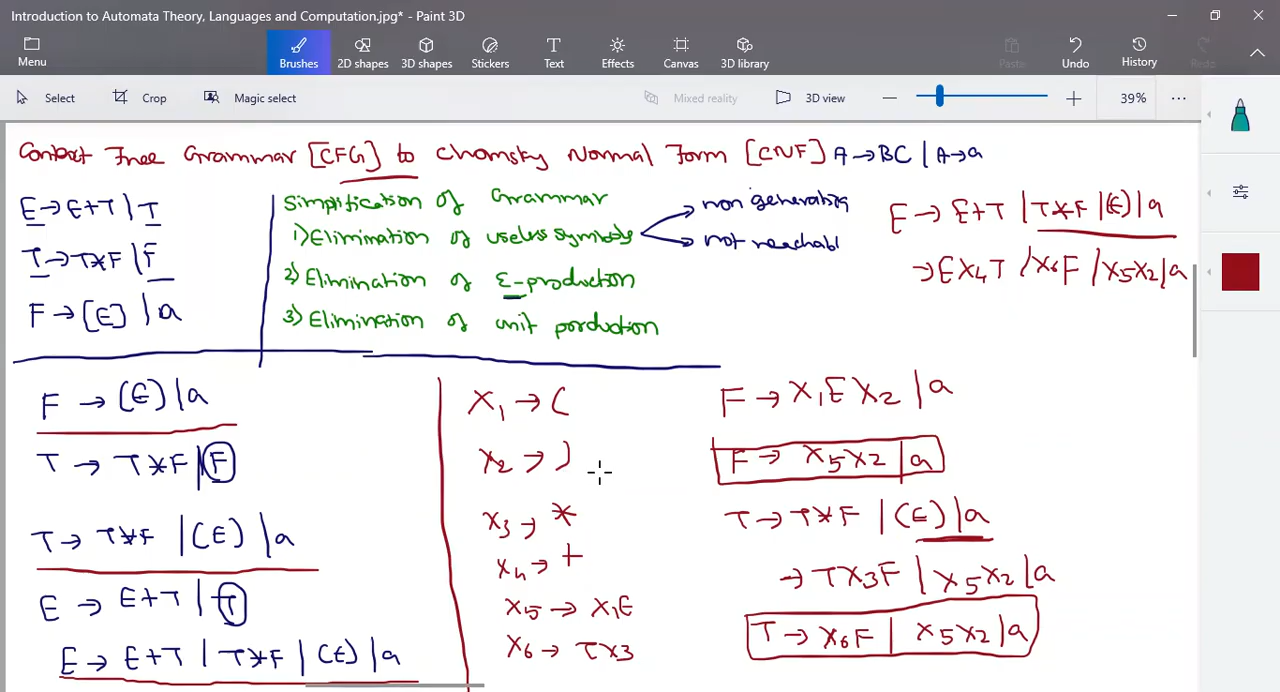 Introduction to Automata Theory, Languages and Computation.jpg* - Paint 3D
Menu Brushes 2D shapes 3D shapes Stickers Text Effects Canvas 3D library Paste Undo History Redo
Select Crop Magic select Mixed reality 3D view 39%
Context Free Grammar [CFG] to Chomsky Normal Form [CNF] A→BC | A→a
E→E+T | T
T→T*F | F
F→[E] | a
Simplification of Grammar
1) Elimination of useless symbols
non generating
not reachabl
2) Elimination of ε-production
3) Elimination of unit porduction
E → E+T | T*F | (E) | a
→ EX4T | X6F | X5X2 | a
F → (E) | a
T → T*F | F
T → T*F | (E) | a
E → E+T | T
E → E+T | T*F | (E) | a
X1 → (
X2 → )
X3 → *
X4 → +
X5 → X1E
X6 → TX3
F → X1EX2 | a
F → X5X2 | a
T → T*F | (E) | a
→ TX3F | X5X2 | a
T → X6F | X5X2 | a